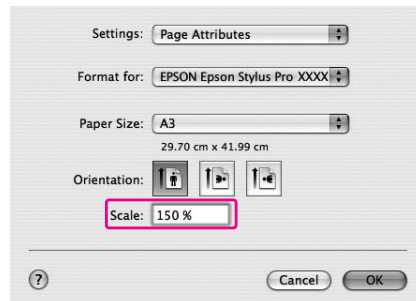 Settings: Page Attributes
Format for: EPSON Epson Stylus Pro XXXX
Paper Size: A3
29.70 cm x 41.99 cm
Orientation:
Scale: 150 %
? Cancel OK